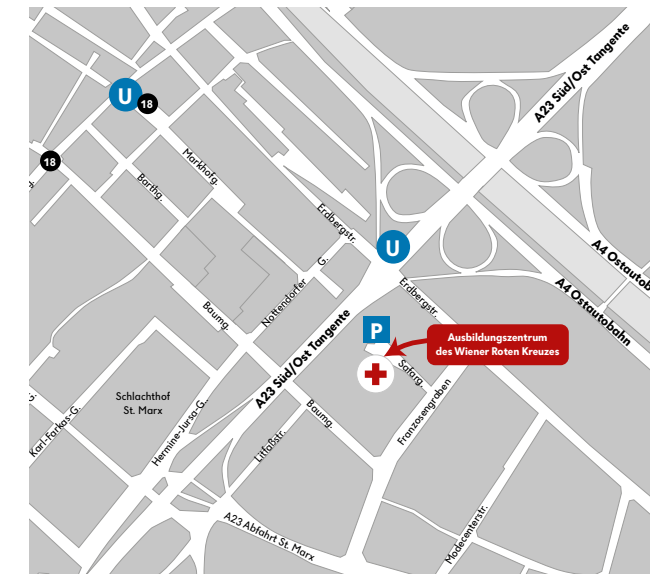 A23 Süd/Ost Tangente
U
18
18
Markhofg.
Barthg.
Erdbergstr.
U
A4 Ostautob
A4 Ostautobahn
Nottendorfer
G.
Erdbergstr.
Baumg.
P
Ausbildungszentrum
des Wiener Roten Kreuzes
A23 Süd/Ost Tangente
Safarg.
Schlachthof
St. Marx
Franzosengraben
Baumg.
G.
Karl-Farkas-G.
Hermine-Jursa-G.
Litfaßstr.
Modecenterstr.
A23 Abfahrt St. Marx